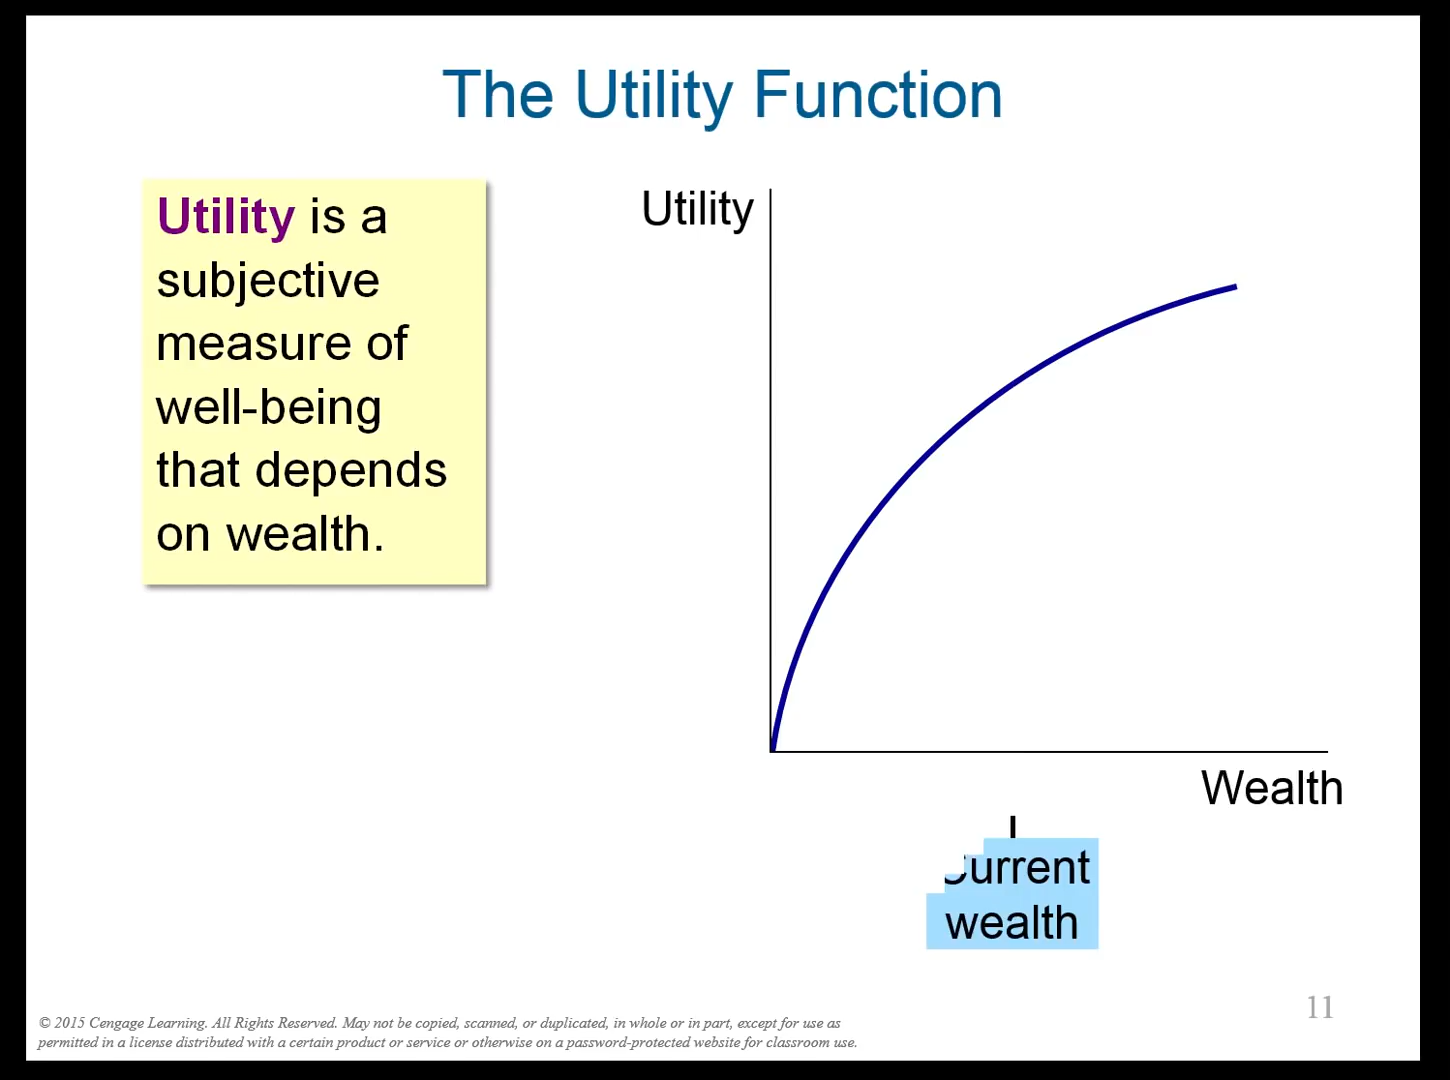 The Utility Function
Utility is a
subjective
measure of
well-being
that depends
on wealth.
Utility
Wealth
Current
wealth
11
© 2015 Cengage Learning. All Rights Reserved. May not be copied, scanned, or duplicated, in whole or in part, except for use as
permitted in a license distributed with a certain product or service or otherwise on a password-protected website for classroom use.